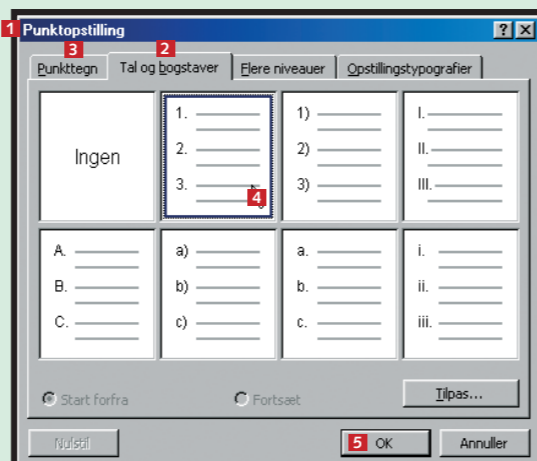 1 Punktopstilling ? ×
3 2
Punkttegn Tal og bogstaver Flere niveauer Opstillingstypografier
Ingen
1.
2.
3.
4
1)
2)
3)
I.
II.
III.
A.
B.
C.
a)
b)
c)
a.
b.
c.
i.
ii.
iii.
Start forfra Fortsæt Tilpas...
Nulstil 5 OK Annuller